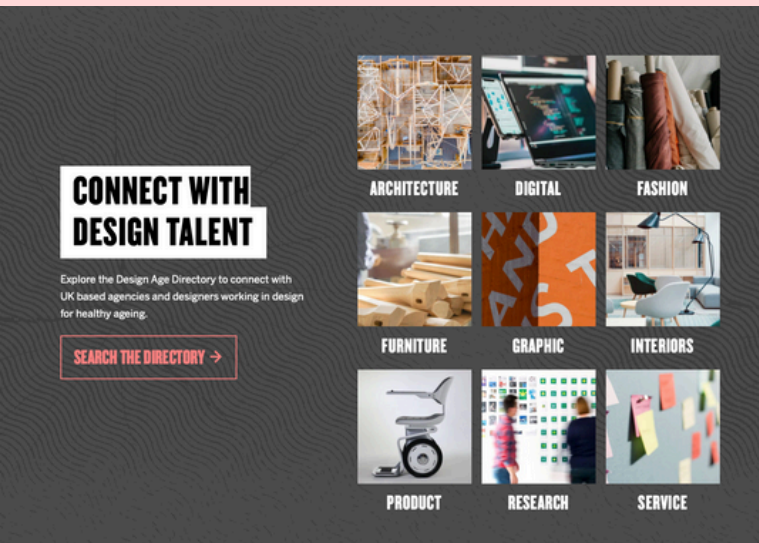 CONNECT WITH
DESIGN TALENT
Explore the Design Age Directory to connect with
UK based agencies and designers working in design
for healthy ageing.
SEARCH THE DIRECTORY →
ARCHITECTURE
DIGITAL
FASHION
FURNITURE
GRAPHIC
INTERIORS
PRODUCT
RESEARCH
SERVICE